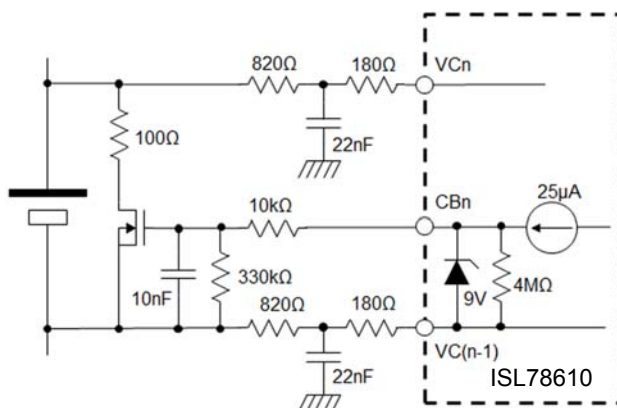 820Ω
180Ω
VCn
100Ω
22nF
CBn
25µA
10kΩ
330kΩ
10nF
9V
4MΩ
820Ω
180Ω
VC(n-1)
22nF
ISL78610